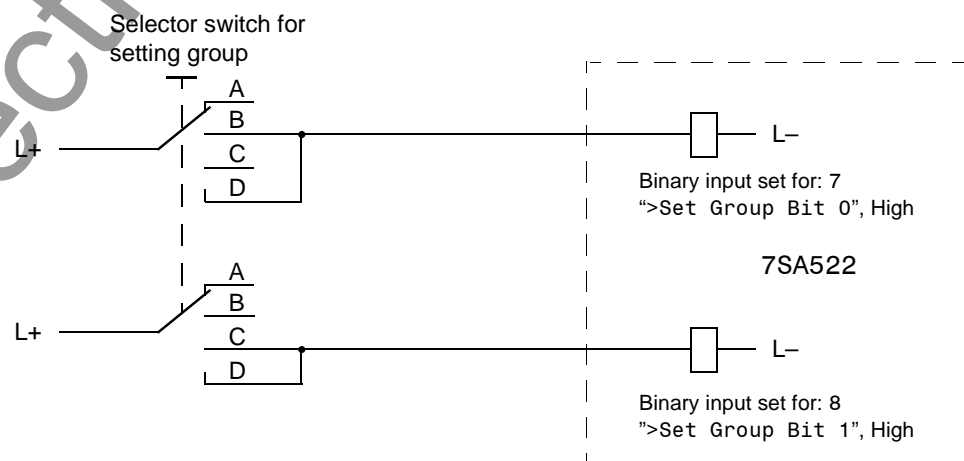 Selector switch for
setting group
A
B
C
D
L+
L–
Binary input set for: 7
“>Set Group Bit 0”, High
7SA522
A
B
C
D
L+
L–
Binary input set for: 8
”>Set Group Bit 1”, High